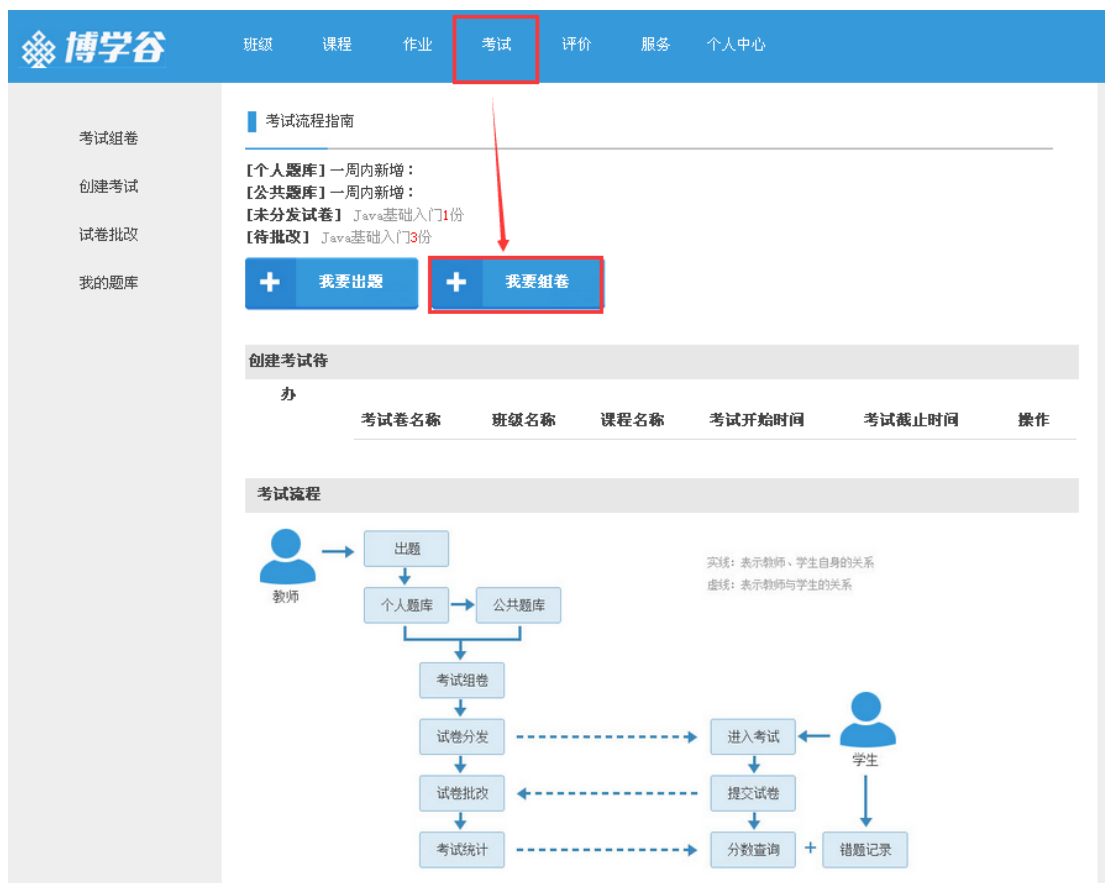 博学谷
班级 课程 作业 考试 评价 服务 个人中心
考试组卷
创建考试
试卷批改
我的题库
考试流程指南
[个人题库] 一周内新增：
[公共题库] 一周内新增：
[未分发试卷] Java基础入门1份
[待批改] Java基础入门3份
+ 我要出题 + 我要组卷
创建考试待
办
考试卷名称 班级名称 课程名称 考试开始时间 考试截止时间 操作
考试流程
出题
实线：表示教师、学生自身的关系
虚线：表示教师与学生的关系
教师
个人题库 公共题库
考试组卷
试卷分发 进入考试
学生
试卷批改 提交试卷
考试统计 分数查询 + 错题记录